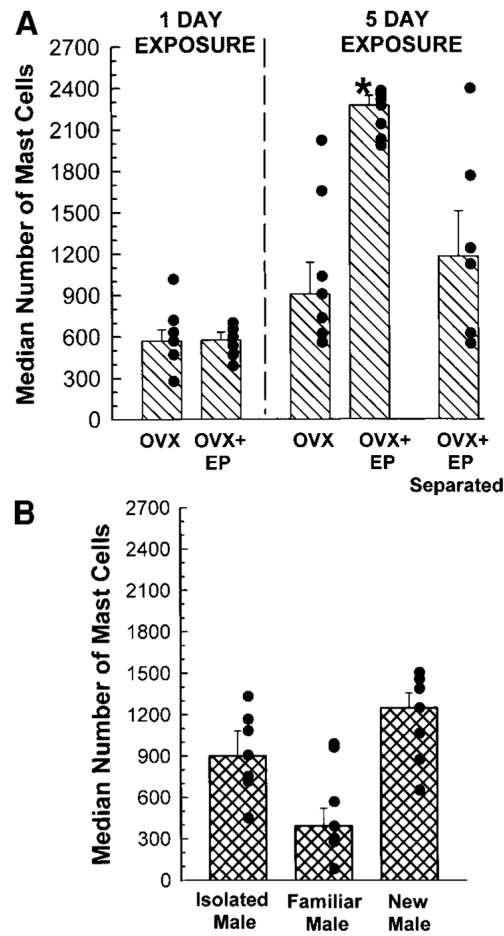 A
1 DAY 5 DAY
EXPOSURE EXPOSURE
Median Number of Mast Cells
2700
2400
2100
1800
1500
1200
900
600
300
0
*
OVX OVX+ OVX OVX+ OVX+
EP EP EP
Separated
B
Median Number of Mast Cells
2700
2400
2100
1800
1500
1200
900
600
300
0
Isolated Familiar New
Male Male Male